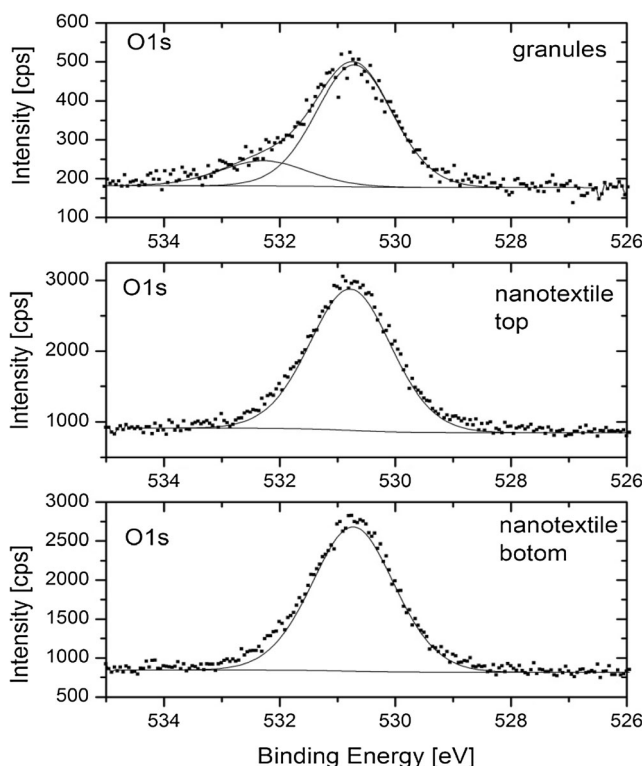 O1s
granules
Intensity [cps]
600
500
400
300
200
100
534
532
530
528
526
O1s
nanotextile
top
Intensity [cps]
3000
2000
1000
534
532
530
528
526
O1s
nanotextile
botom
Intensity [cps]
3000
2500
2000
1500
1000
500
534
532
530
528
526
Binding Energy [eV]